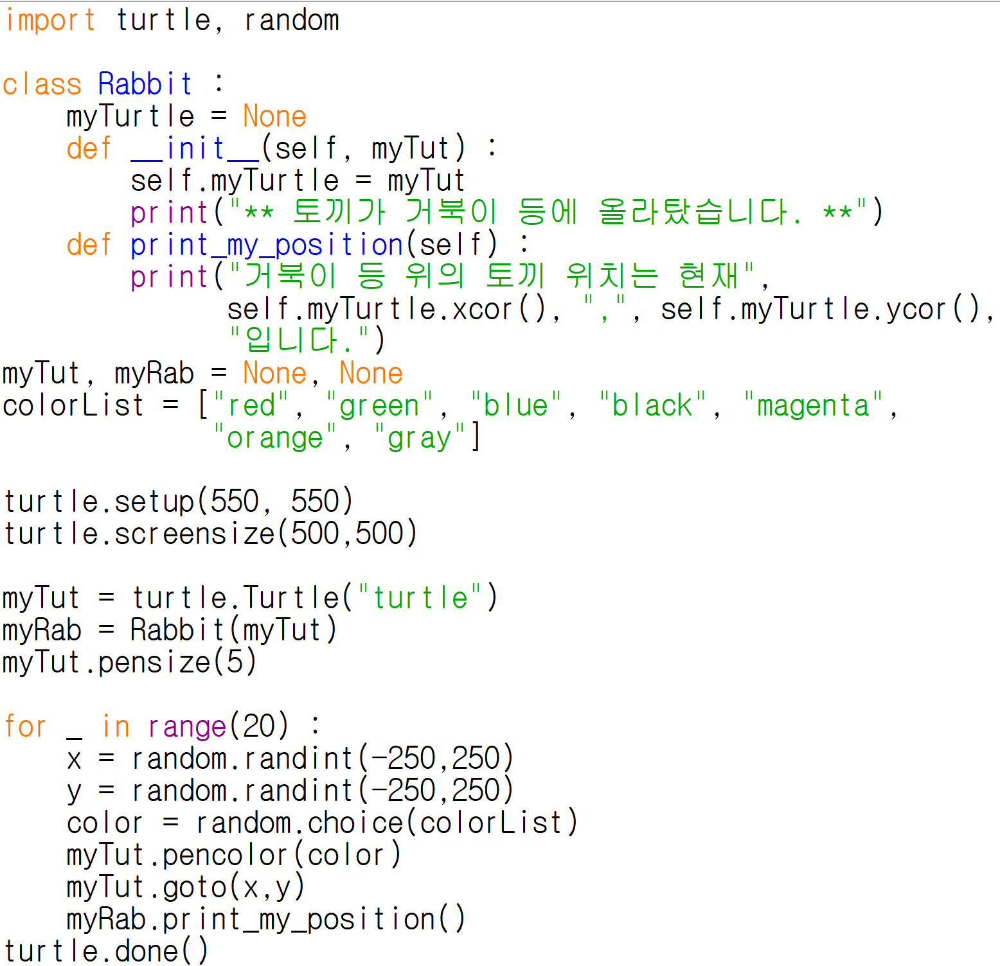 import turtle, random
class Rabbit :
    myTurtle = None
    def __init__(self, myTut) :
        self.myTurtle = myTut
        print("** 토끼가 거북이 등에 올라탔습니다. **")
    def print_my_position(self) :
        print("거북이 등 위의 토끼 위치는 현재",
              self.myTurtle.xcor(), ",", self.myTurtle.ycor(),
              "입니다.")
myTut, myRab = None, None
colorList = ["red", "green", "blue", "black", "magenta",
             "orange", "gray"]
turtle.setup(550, 550)
turtle.screensize(500,500)
myTut = turtle.Turtle("turtle")
myRab = Rabbit(myTut)
myTut.pensize(5)
for _ in range(20) :
    x = random.randint(-250,250)
    y = random.randint(-250,250)
    color = random.choice(colorList)
    myTut.pencolor(color)
    myTut.goto(x,y)
    myRab.print_my_position()
turtle.done()